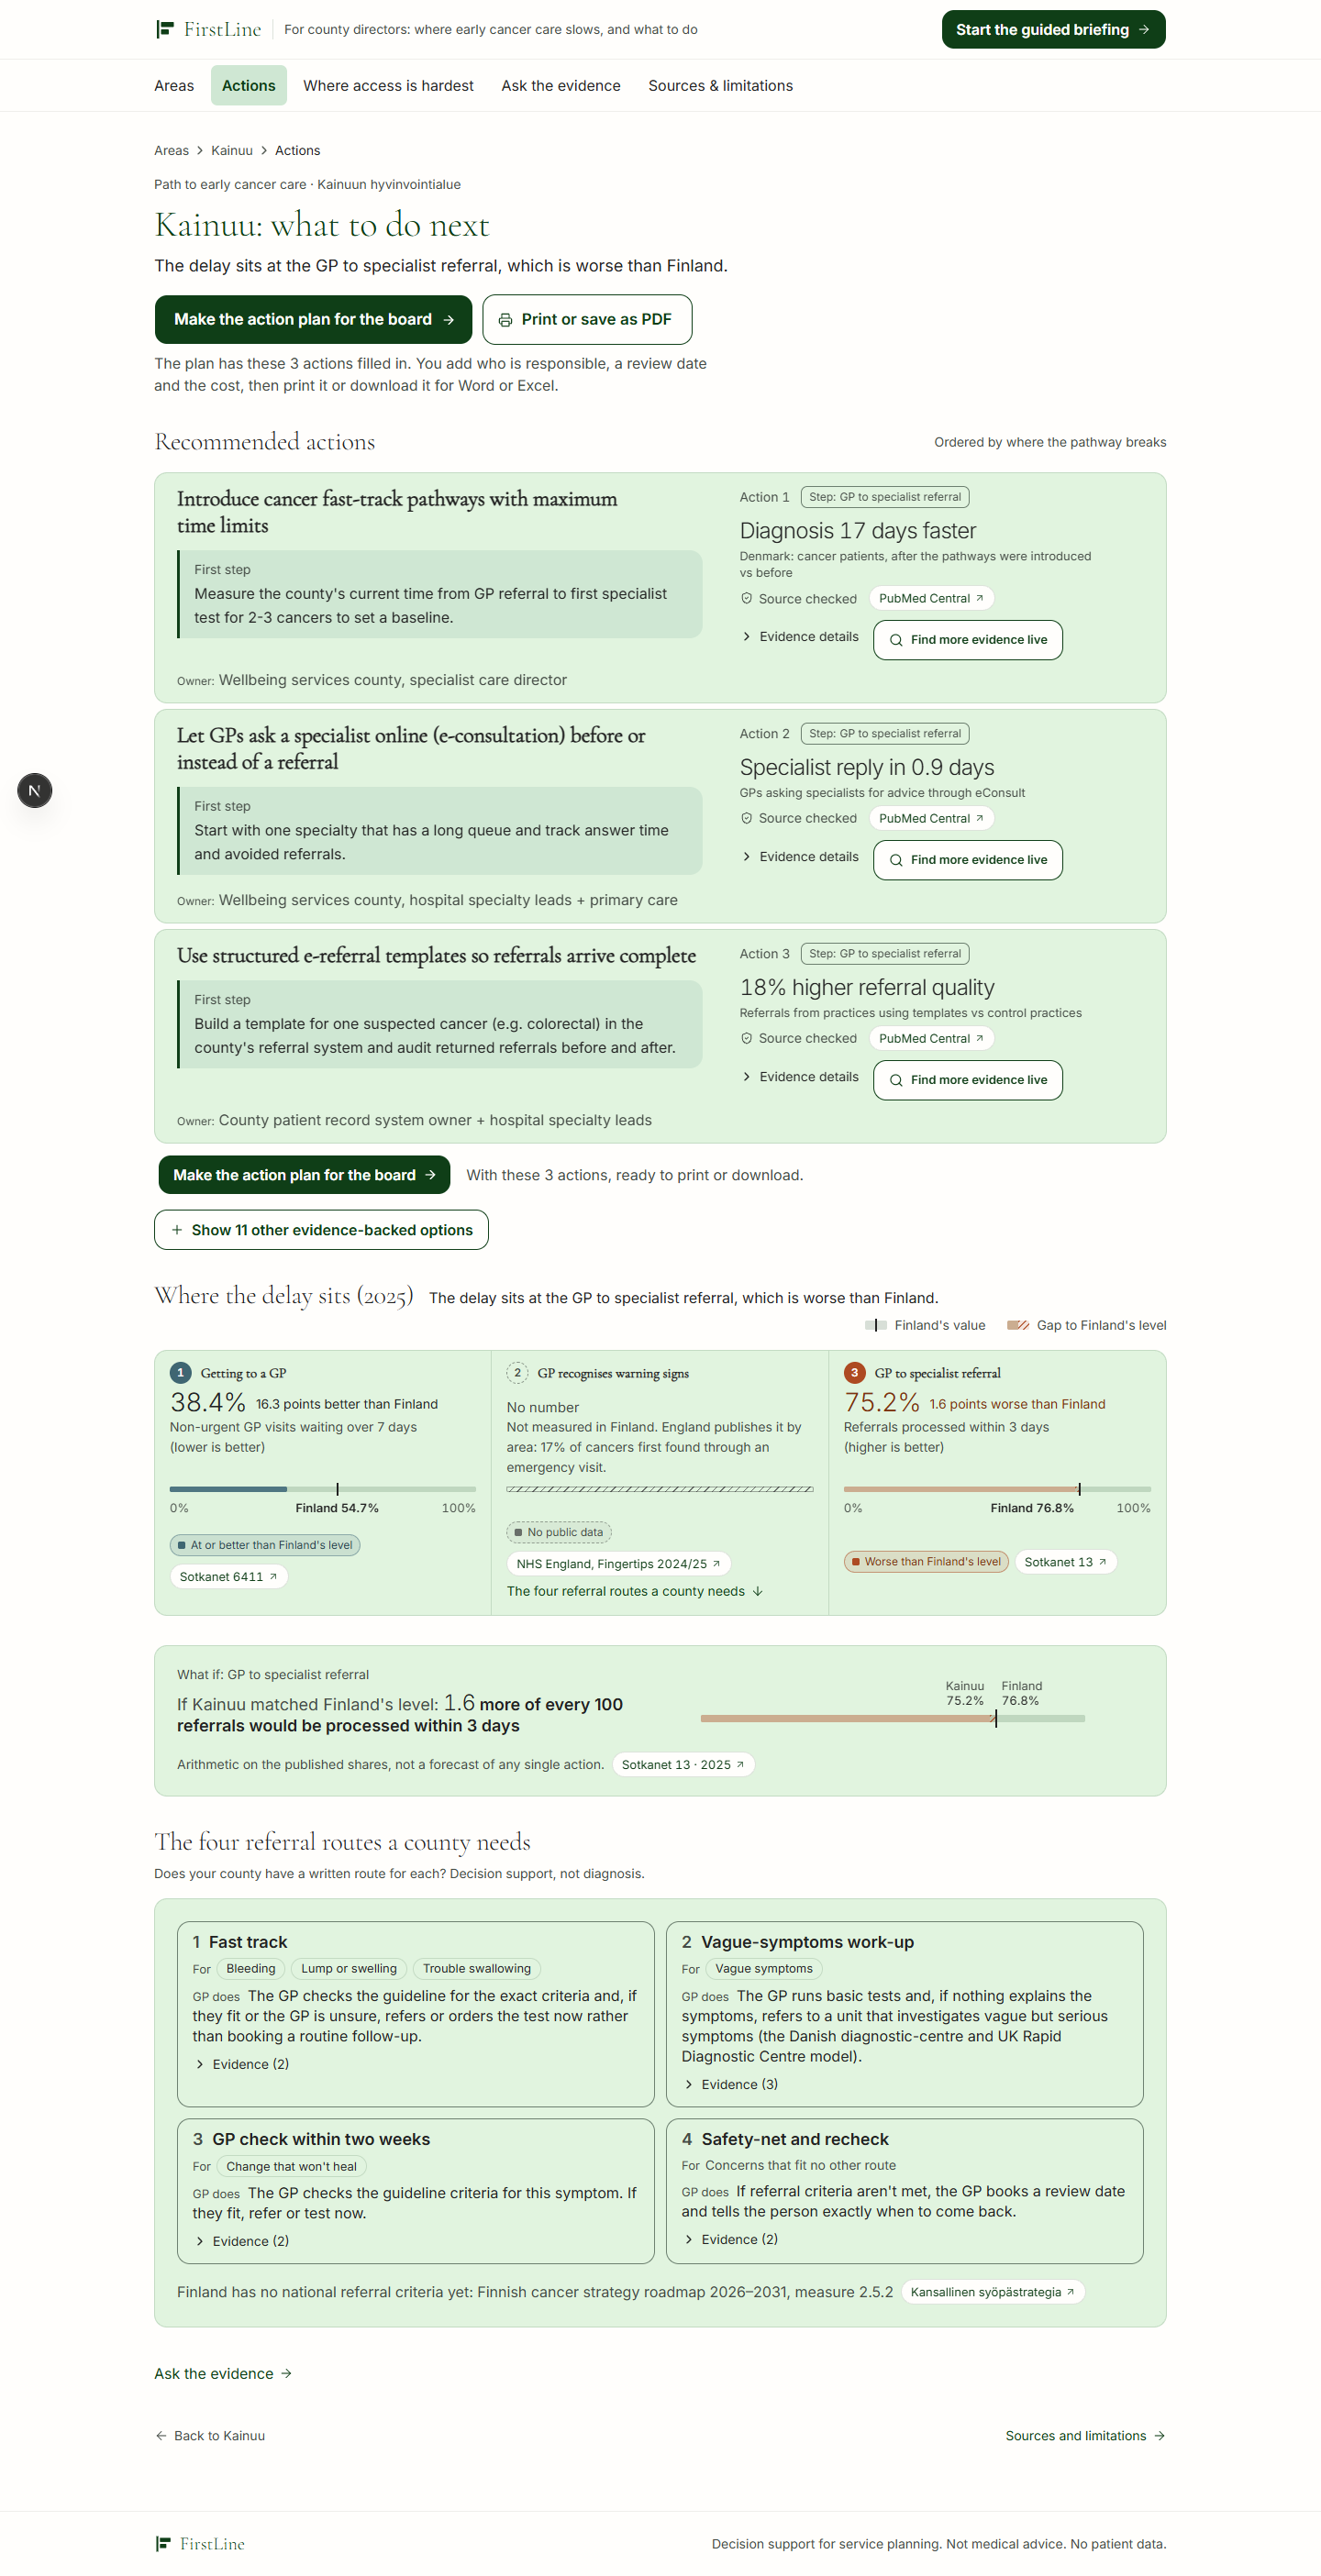 FirstLine
For county directors: where early cancer care slows, and what to do
Start the guided briefing
Areas
Actions
Where access is hardest
Ask the evidence
Sources & limitations
Areas > Kainuu > Actions
Path to early cancer care · Kainuun hyvinvointialue
Kainuu: what to do next
The delay sits at the GP to specialist referral, which is worse than Finland.
Make the action plan for the board →
Print or save as PDF
The plan has these 3 actions filled in. You add who is responsible, a review date
and the cost, then print it or download it for Word or Excel.
Recommended actions
Ordered by where the pathway breaks
Introduce cancer fast-track pathways with maximum
time limits
First step
Measure the county's current time from GP referral to first specialist
test for 2-3 cancers to set a baseline.
Owner: Wellbeing services county, specialist care director
Action 1
Step: GP to specialist referral
Diagnosis 17 days faster
Denmark: cancer patients, after the pathways were introduced
vs before
Source checked
PubMed Central ↗
Evidence details
Find more evidence live
Let GPs ask a specialist online (e-consultation) before or
instead of a referral
First step
Start with one specialty that has a long queue and track answer time
and avoided referrals.
Owner: Wellbeing services county, hospital specialty leads + primary care
Action 2
Step: GP to specialist referral
Specialist reply in 0.9 days
GPs asking specialists for advice through eConsult
Source checked
PubMed Central ↗
Evidence details
Find more evidence live
Use structured e-referral templates so referrals arrive complete
First step
Build a template for one suspected cancer (e.g. colorectal) in the
county's referral system and audit returned referrals before and after.
Owner: County patient record system owner + hospital specialty leads
Action 3
Step: GP to specialist referral
18% higher referral quality
Referrals from practices using templates vs control practices
Source checked
PubMed Central ↗
Evidence details
Find more evidence live
Make the action plan for the board →
With these 3 actions, ready to print or download.
+ Show 11 other evidence-backed options
Where the delay sits (2025)
The delay sits at the GP to specialist referral, which is worse than Finland.
Finland's value
Gap to Finland's level
1 Getting to a GP
38.4% 16.3 points better than Finland
Non-urgent GP visits waiting over 7 days
(lower is better)
0%
Finland 54.7%
100%
At or better than Finland's level
Sotkanet 6411 ↗
2 GP recognises warning signs
No number
Not measured in Finland. England publishes it by
area: 17% of cancers first found through an
emergency visit.
No public data
NHS England, Fingertips 2024/25 ↗
The four referral routes a county needs ↓
3 GP to specialist referral
75.2% 1.6 points worse than Finland
Referrals processed within 3 days
(higher is better)
0%
Finland 76.8%
100%
Worse than Finland's level
Sotkanet 13 ↗
What if: GP to specialist referral
If Kainuu matched Finland's level: 1.6 more of every 100
referrals would be processed within 3 days
Kainuu
75.2%
Finland
76.8%
Arithmetic on the published shares, not a forecast of any single action.
Sotkanet 13 · 2025 ↗
The four referral routes a county needs
Does your county have a written route for each? Decision support, not diagnosis.
1 Fast track
For Bleeding Lump or swelling Trouble swallowing
GP does The GP checks the guideline for the exact criteria and, if
they fit or the GP is unsure, refers or orders the test now rather
than booking a routine follow-up.
Evidence (2)
2 Vague-symptoms work-up
For Vague symptoms
GP does The GP runs basic tests and, if nothing explains the
symptoms, refers to a unit that investigates vague but serious
symptoms (the Danish diagnostic-centre and UK Rapid
Diagnostic Centre model).
Evidence (3)
3 GP check within two weeks
For Change that won't heal
GP does The GP checks the guideline criteria for this symptom. If
they fit, refer or test now.
Evidence (2)
4 Safety-net and recheck
For Concerns that fit no other route
GP does If referral criteria aren't met, the GP books a review date
and tells the person exactly when to come back.
Evidence (2)
Finland has no national referral criteria yet: Finnish cancer strategy roadmap 2026–2031, measure 2.5.2
Kansallinen syöpästrategia ↗
Ask the evidence →
← Back to Kainuu
Sources and limitations →
FirstLine
Decision support for service planning. Not medical advice. No patient data.
N